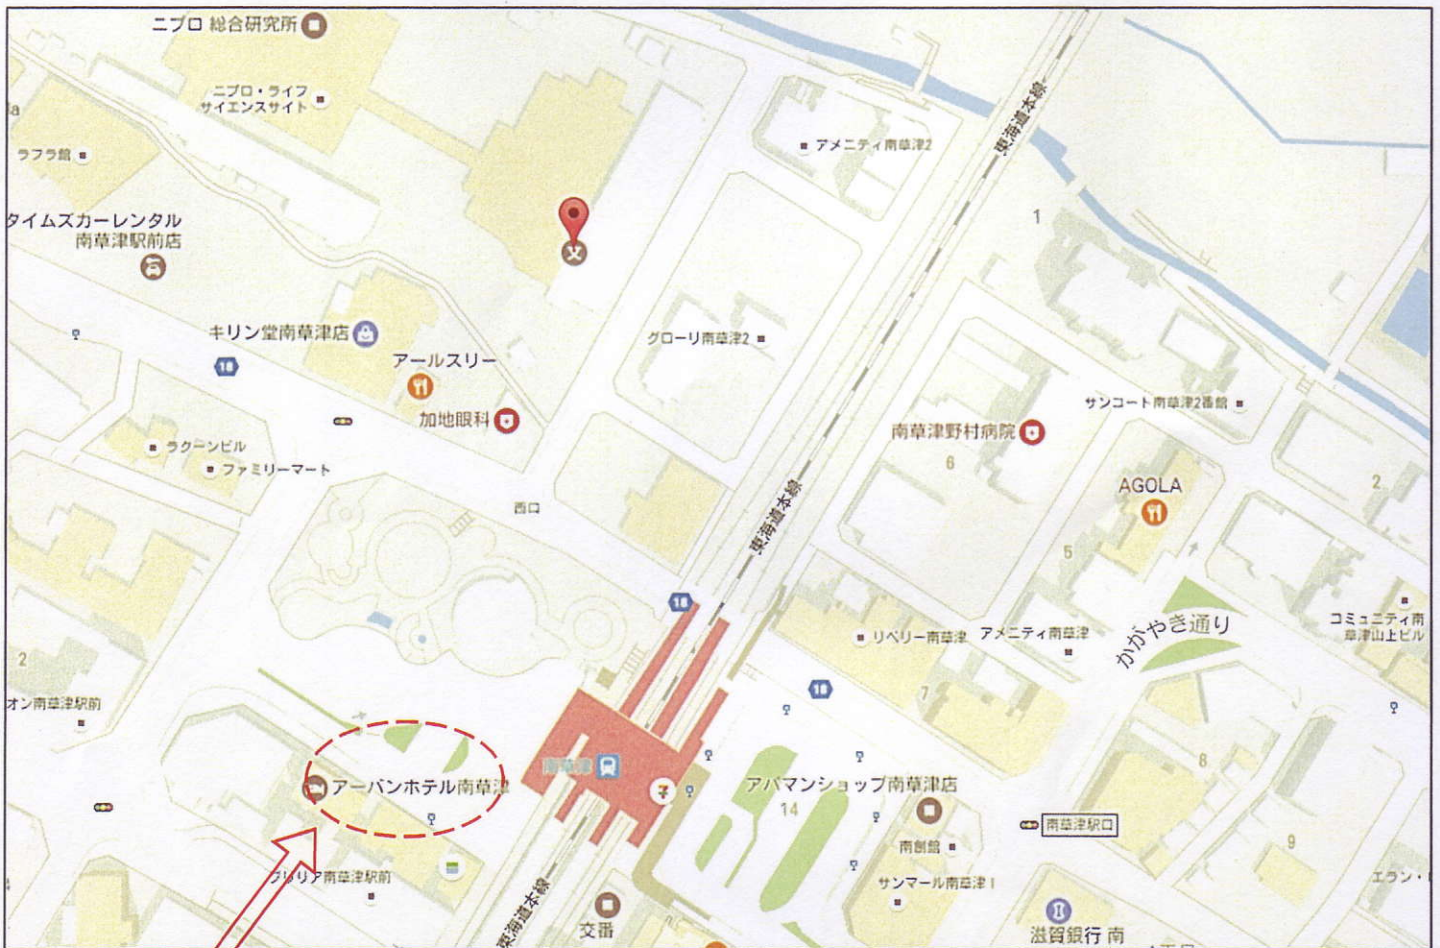 ニプロ 総合研究所
ニプロ・ライフ
サイエンスサイト
ラフラ館
アメニティ南草津2
東海道本線
タイムズカーレンタル
南草津駅前店
1
キリン堂南草津店
グローリ南草津2
18
アールスリー
加地眼科
サンコート南草津2番館
南草津野村病院
6
ラクーンビル
ファミリーマート
AGOLA
2
西口
東海道本線
5
18
リベリー南草津
アメニティ南草津
かがやき通り
コミュニティ南
草津山上ビル
2
18
7
オン南草津駅前
南草津
アーバンホテル南草津
アパマンショップ南草津店
14
8
南草津駅口
南創館
9
ブリリア南草津駅前
サンマール南草津 I
エラン・
東海道本線
交番
滋賀銀行 南